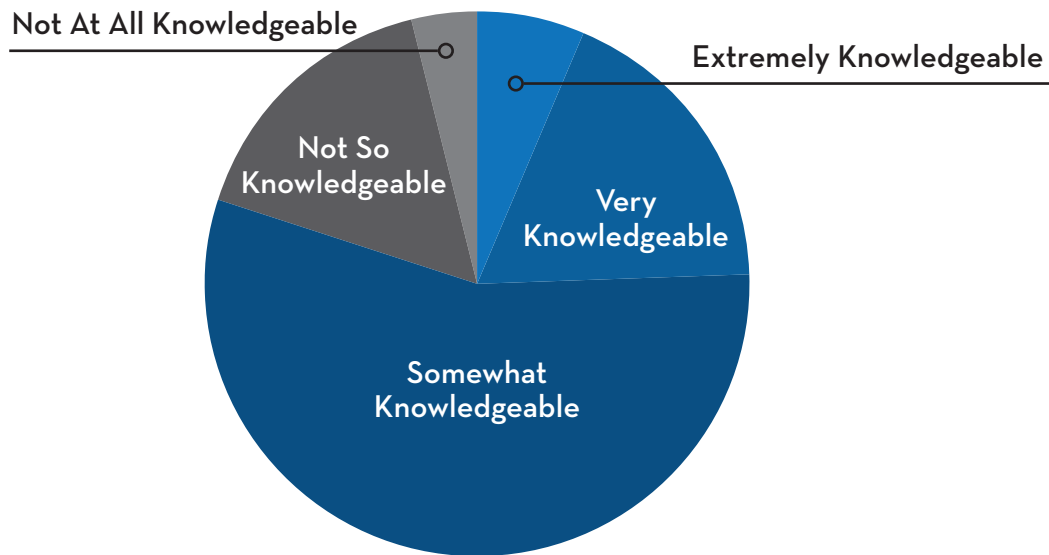 Not At All Knowledgeable
Extremely Knowledgeable
Not So
Knowledgeable
Very
Knowledgeable
Somewhat
Knowledgeable